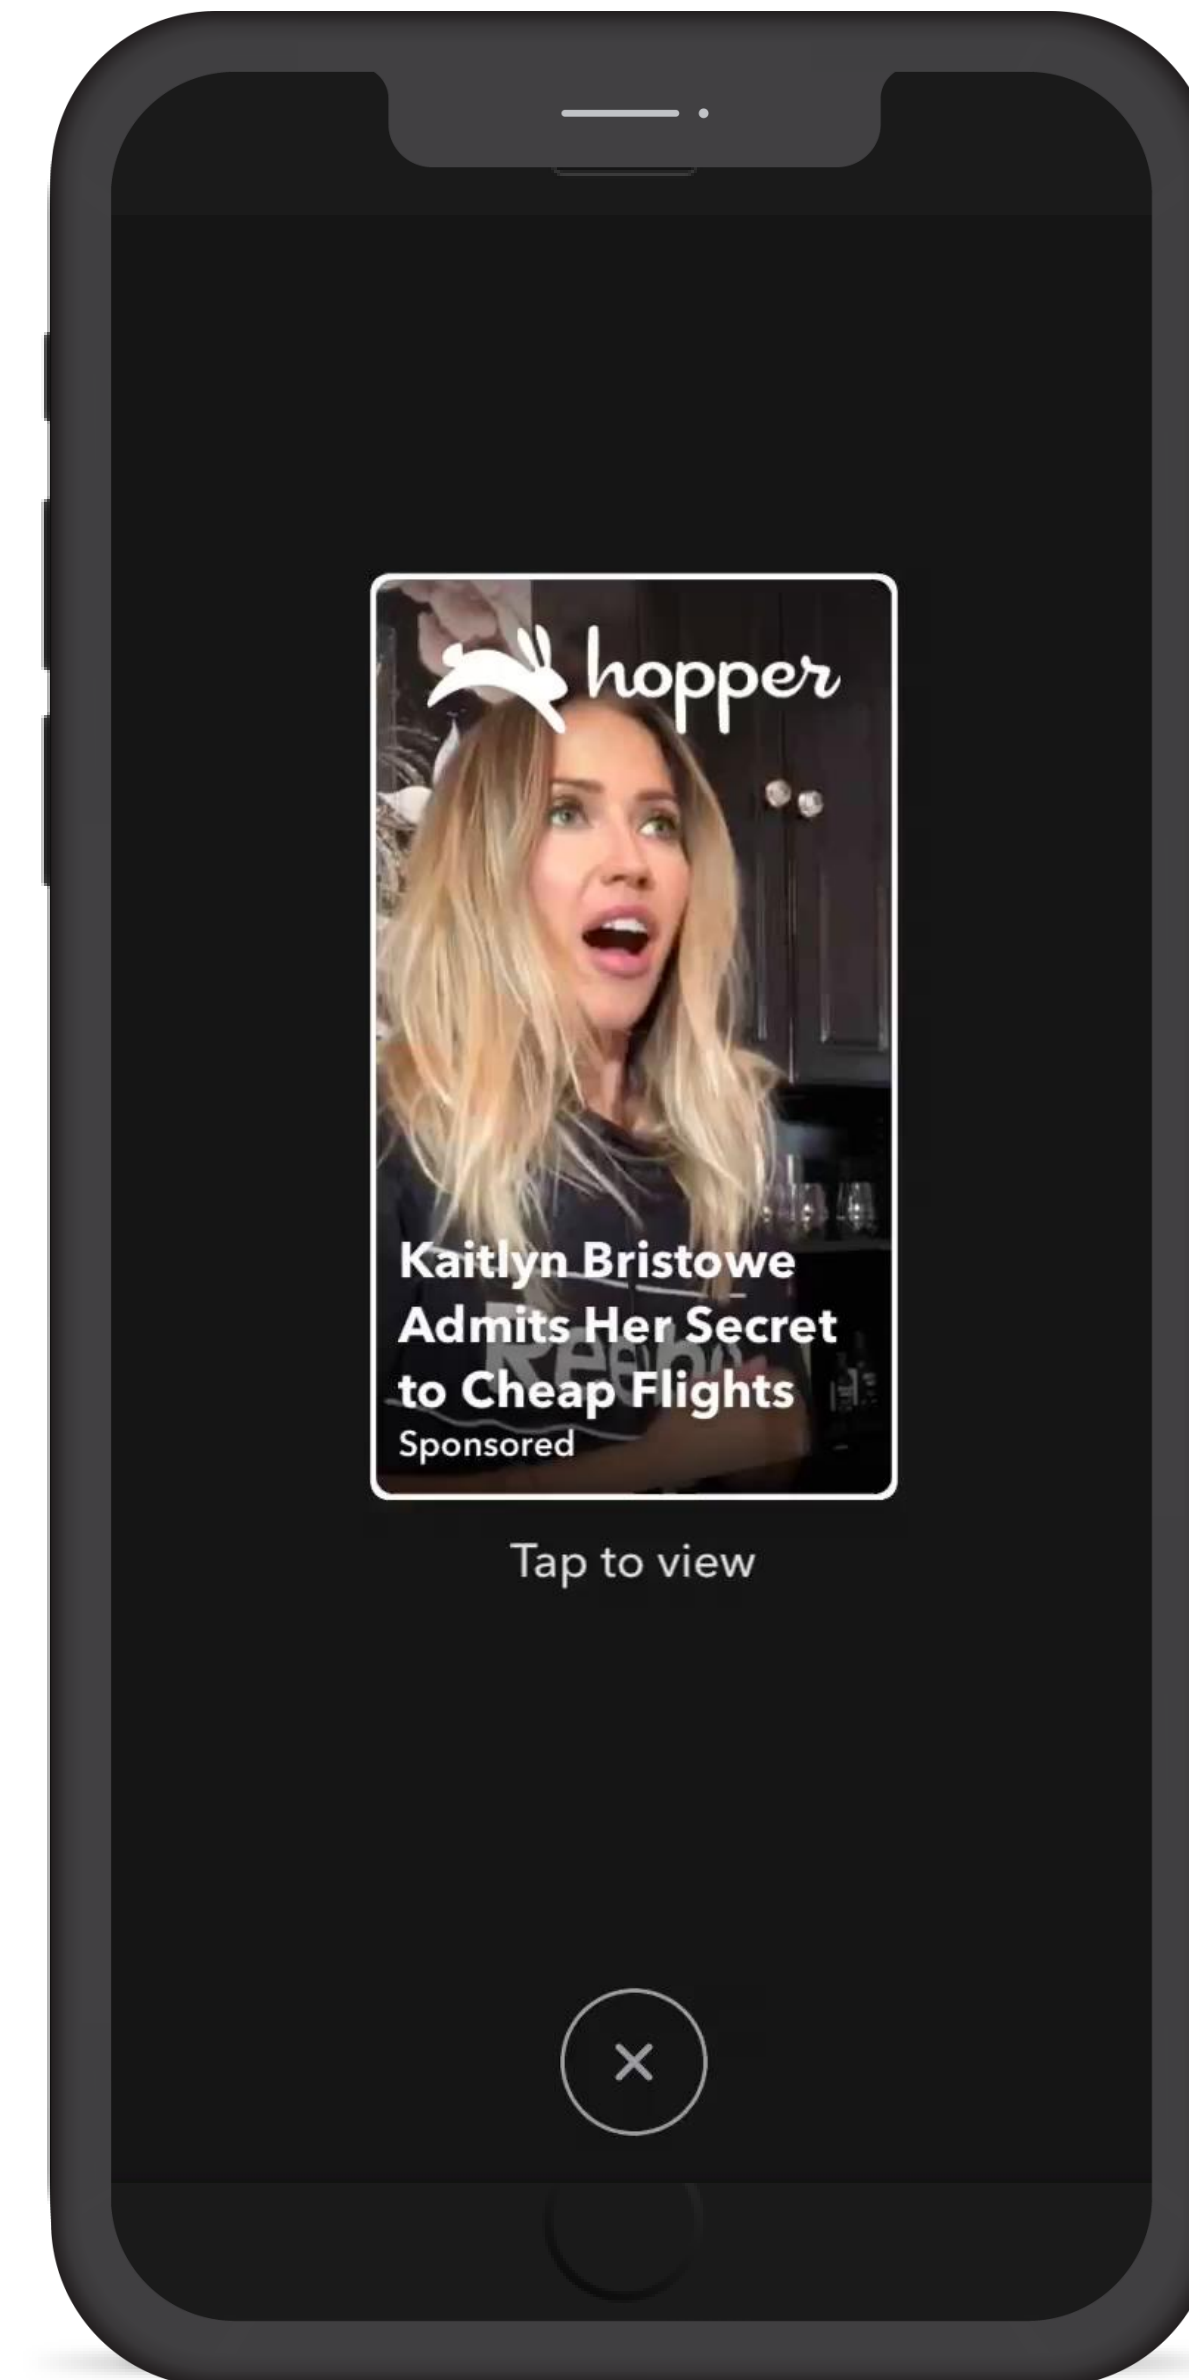 hopper
Kaitlyn Bristowe
Admits Her Secret
to Cheap Flights
Sponsored
Tap to view